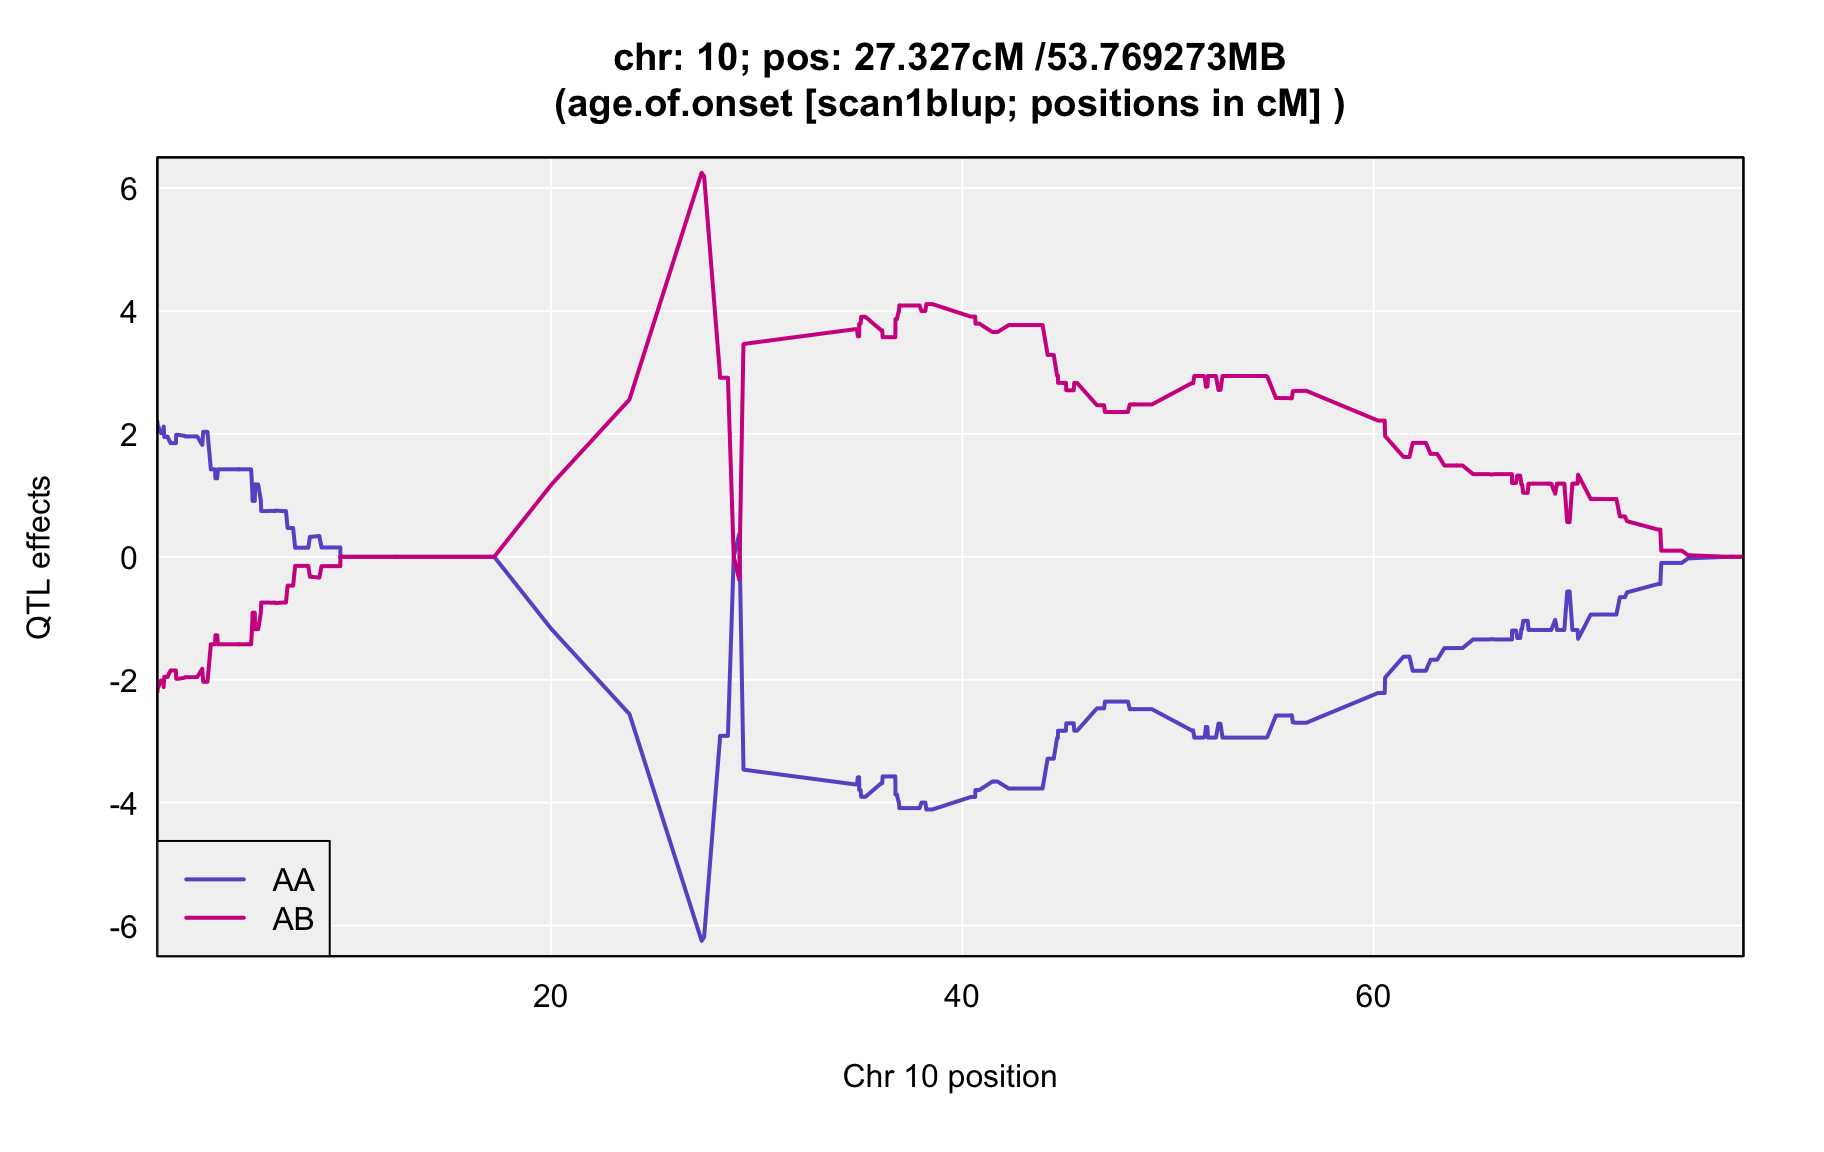 chr: 10; pos: 27.327cM /53.769273MB
(age.of.onset [scan1blup; positions in cM] )
6
4
2
0
-2
-4
-6
QTL effects
AA
AB
20 40 60
Chr 10 position